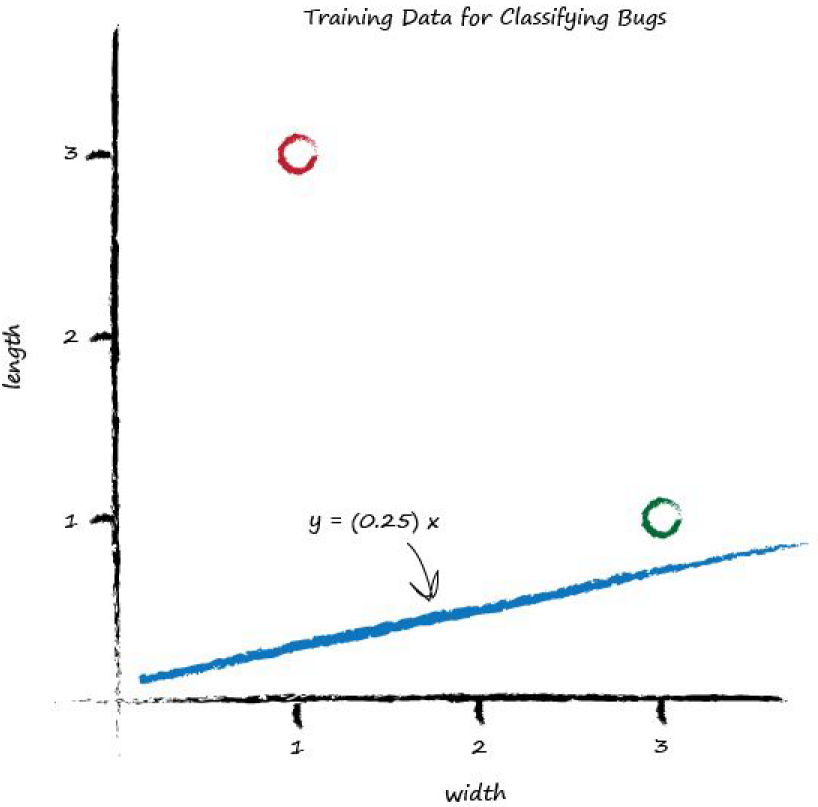 Training Data for Classifying Bugs
3
2
length
1
y = (0.25) x
1
2
3
width